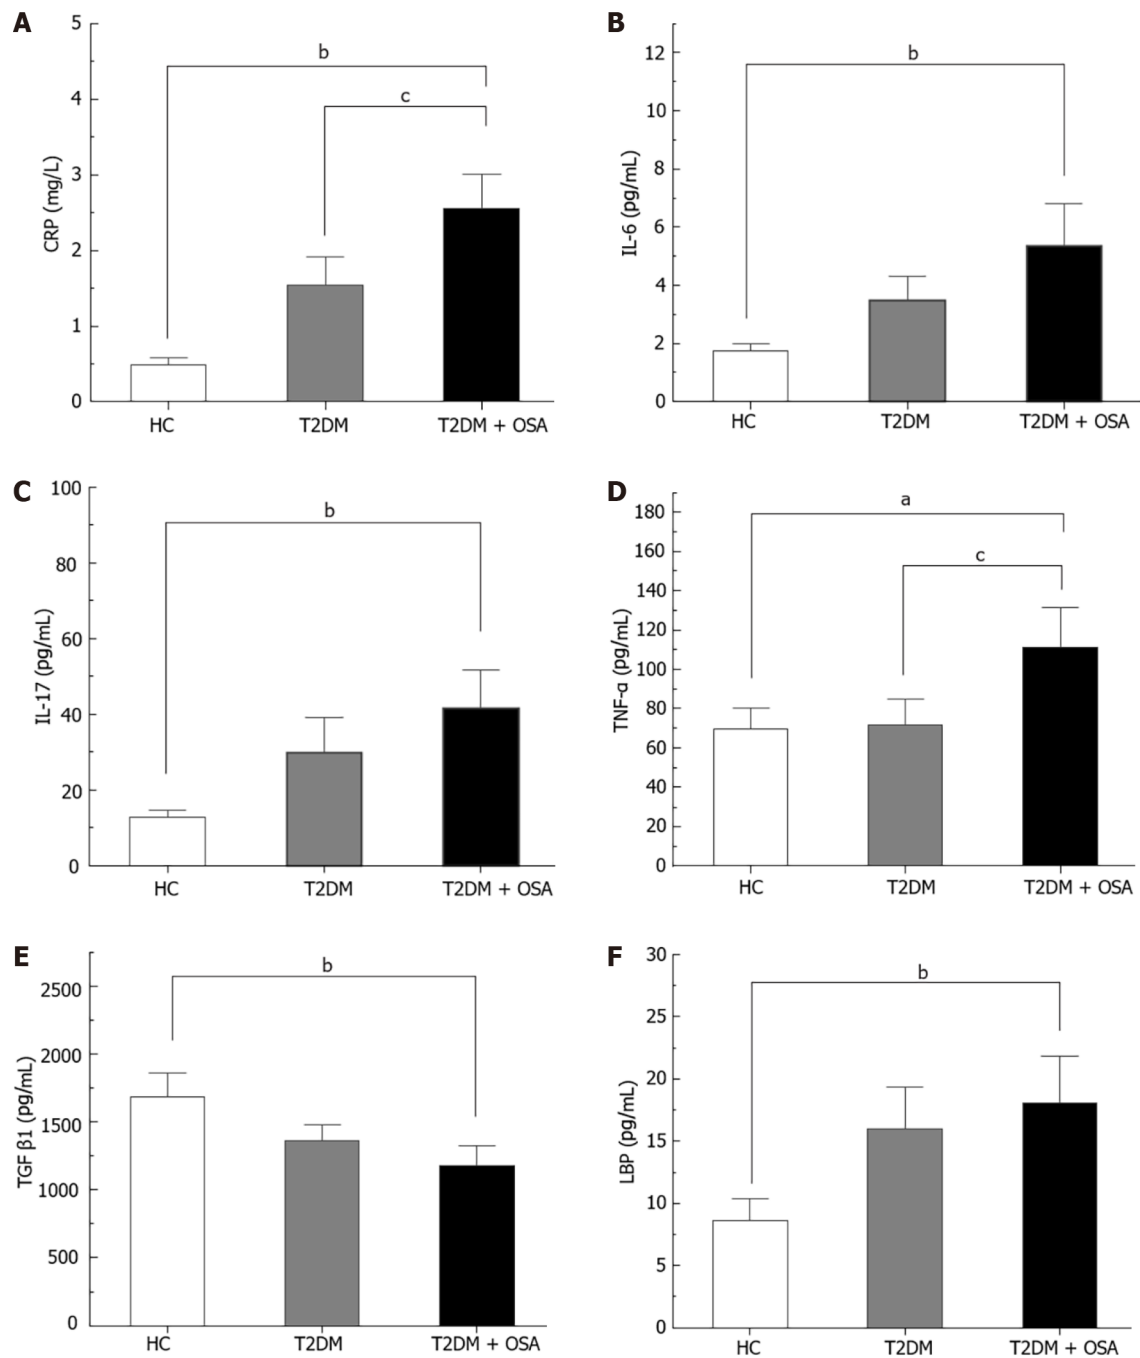 A
5
4
3
2
1
0
CRP (mg/L)
b
c
HC
T2DM
T2DM + OSA
B
12
10
8
6
4
2
0
IL-6 (pg/mL)
b
HC
T2DM
T2DM + OSA
C
100
80
60
40
20
0
IL-17 (pg/mL)
b
HC
T2DM
T2DM + OSA
D
180
160
140
120
100
80
60
40
20
0
TNF-α (pg/mL)
a
c
HC
T2DM
T2DM + OSA
E
2500
2000
1500
1000
500
0
TGF β1 (pg/mL)
b
HC
T2DM
T2DM + OSA
F
30
25
20
15
10
5
0
LBP (pg/mL)
b
HC
T2DM
T2DM + OSA